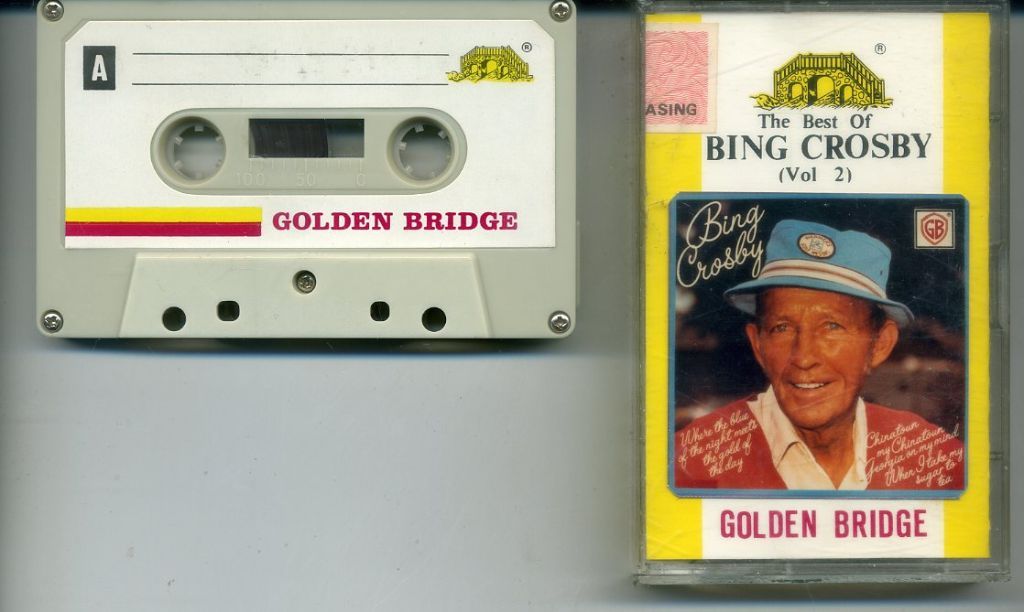 A
®
100 50 0
GOLDEN BRIDGE
ASING
®
The Best Of
BING CROSBY
(Vol 2)
Bing
Crosby
GB
Where the blue
of the night meets
the gold of
the day
Chinatown
my Chinatown
Georgia on my mind
When I take my
sugar to
tea
GOLDEN BRIDGE